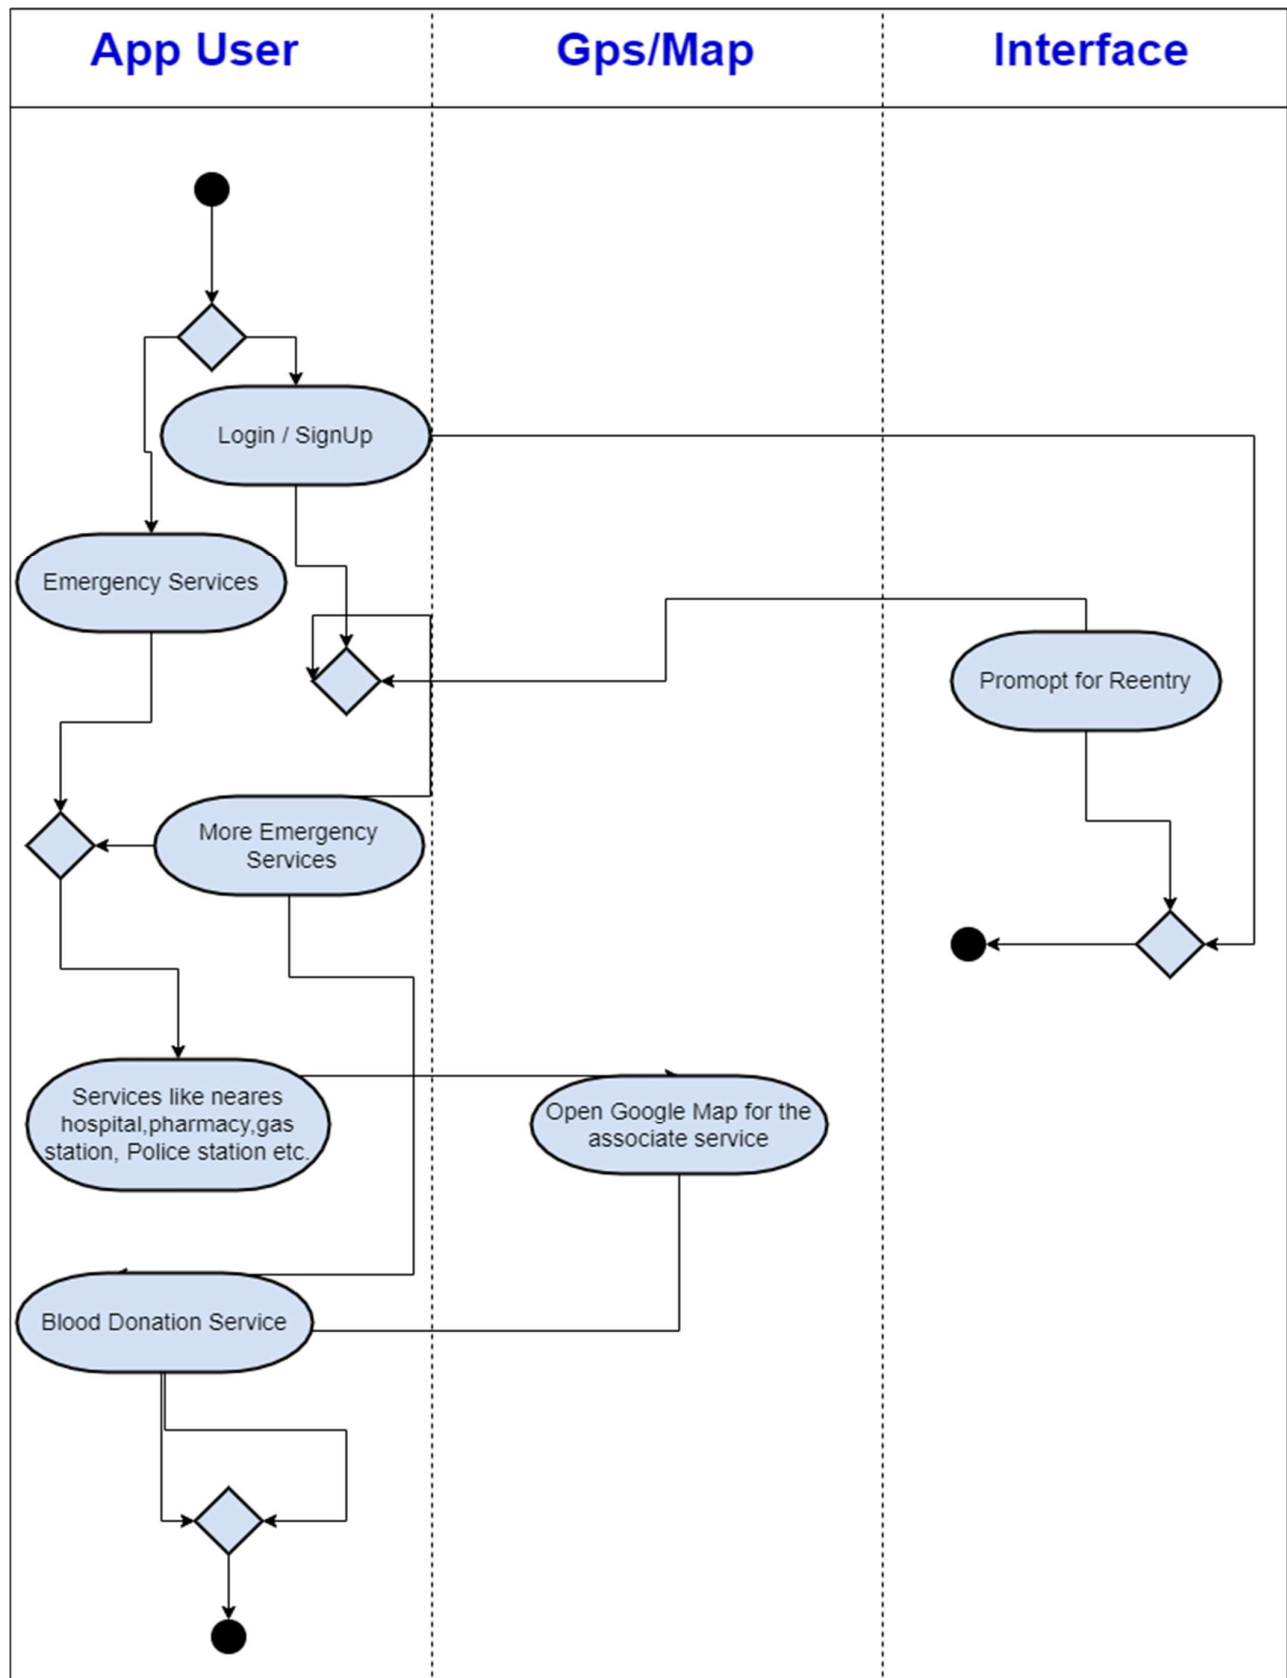 App User
Gps/Map
Interface
Login / SignUp
Emergency Services
Promopt for Reentry
More Emergency
Services
Services like neares
hospital,pharmacy,gas
station, Police station etc.
Open Google Map for the
associate service
Blood Donation Service